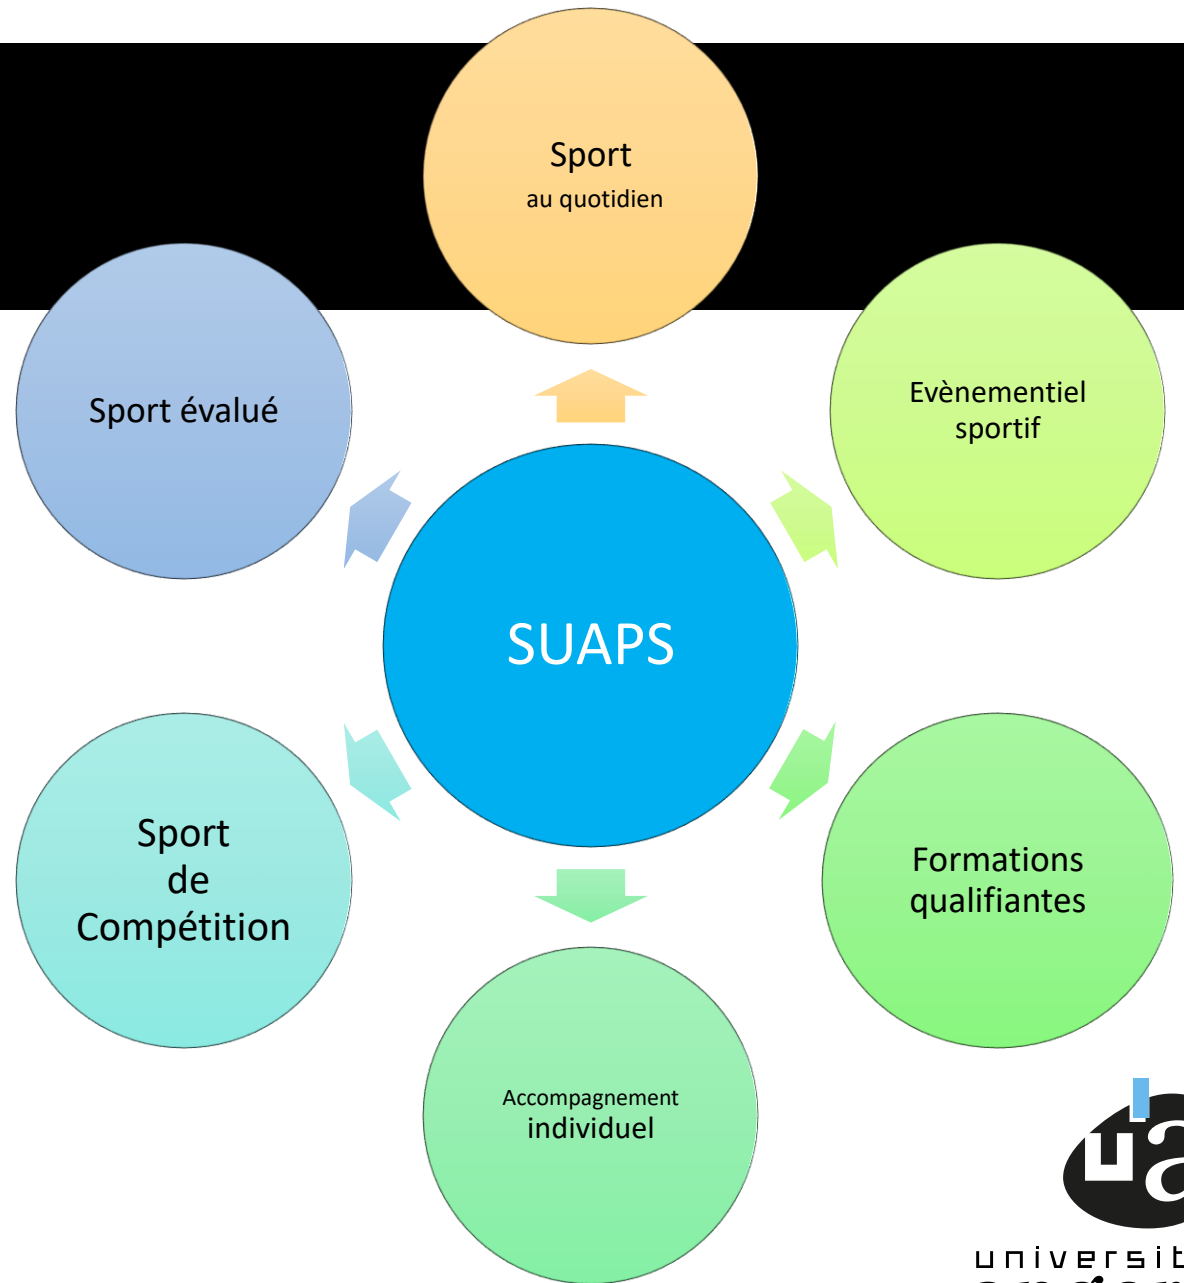 Sport
au quotidien
Evènementiel
sportif
Sport évalué
SUAPS
Formations
qualifiantes
Sport
de
Compétition
Accompagnement
individuel
ua
universit